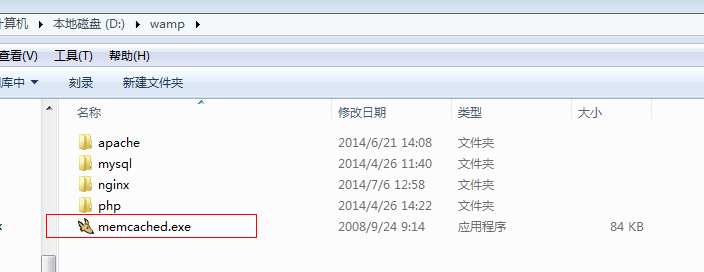 计算机 ▸ 本地磁盘 (D:) ▸ wamp ▸
查看(V) 工具(T) 帮助(H)
库中 ▼ 刻录 新建文件夹
名称 修改日期 类型 大小
apache 2014/6/21 14:08 文件夹
mysql 2014/4/26 11:40 文件夹
nginx 2014/7/6 12:58 文件夹
php 2014/4/26 14:22 文件夹
memcached.exe 2008/9/24 9:14 应用程序 84 KB